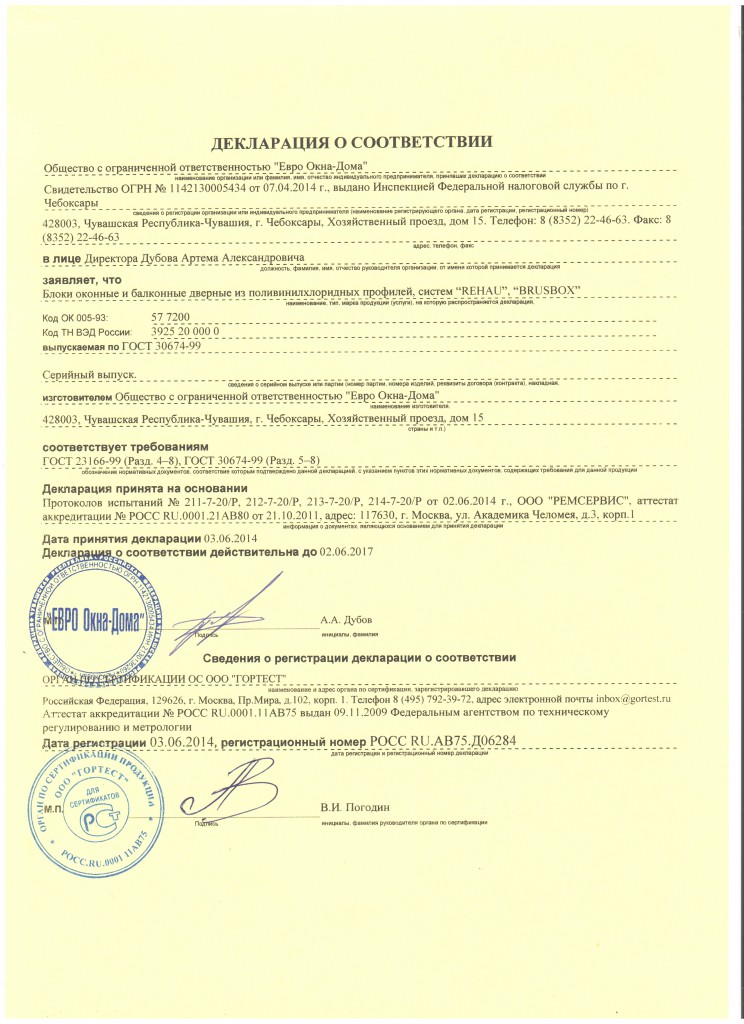 ДЕКЛАРАЦИЯ О СООТВЕТСТВИИ
Общество с ограниченной ответственностью "Евро Окна-Дома"
наименование организации или фамилия, имя, отчество индивидуального предпринимателя, принявших декларацию о соответствии
Свидетельство ОГРН № 1142130005434 от 07.04.2014 г., выдано Инспекцией Федеральной налоговой службы по г.
Чебоксары
сведения о регистрации организации или индивидуального предпринимателя (наименование регистрирующего органа, дата регистрации, регистрационный номер)
428003, Чувашская Республика-Чувашия, г. Чебоксары, Хозяйственный проезд, дом 15. Телефон: 8 (8352) 22-46-63. Факс: 8
(8352) 22-46-63
адрес, телефон, факс
в лице Директора Дубова Артема Александровича
должность, фамилия, имя, отчество руководителя организации, от имени которой принимается декларация
заявляет, что
Блоки оконные и балконные дверные из поливинилхлоридных профилей, систем “REHAU”, “BRUSBOX”
наименование, тип, марка продукции (услуги), на которую распространяется декларация,
Код ОК 005-93: 57 7200
Код ТН ВЭД России: 3925 20 000 0
выпускаемая по ГОСТ 30674-99
Серийный выпуск.
сведения о серийном выпуске или партии (номер партии, номера изделий, реквизиты договора (контракта), накладная,
изготовителем Общество с ограниченной ответственностью "Евро Окна-Дома"
наименование изготовителя,
428003, Чувашская Республика-Чувашия, г. Чебоксары, Хозяйственный проезд, дом 15
страны и т.п.)
соответствует требованиям
ГОСТ 23166-99 (Разд. 4–8), ГОСТ 30674-99 (Разд. 5–8)
обозначение нормативных документов, соответствие которым подтверждено данной декларацией, с указанием пунктов этих нормативных документов, содержащих требования для данной продукции
Декларация принята на основании
Протоколов испытаний № 211-7-20/Р, 212-7-20/Р, 213-7-20/Р, 214-7-20/Р от 02.06.2014 г., ООО "РЕМСЕРВИС", аттестат
аккредитации № РОСС RU.0001.21АВ80 от 21.10.2011, адрес: 117630, г. Москва, ул. Академика Челомея, д.3, корп.1
информация о документах, являющихся основанием для принятия декларации
Дата принятия декларации 03.06.2014
Декларация о соответствии действительна до 02.06.2017
"ЕВРО Окна-Дома"
А.А. Дубов
Подпись
инициалы, фамилия
Сведения о регистрации декларации о соответствии
ОРГАН ПО СЕРТИФИКАЦИИ ОС ООО "ГОРТЕСТ"
наименование и адрес органа по сертификации, зарегистрировавшего декларацию
Российская Федерация, 129626, г. Москва, Пр.Мира, д.102, корп. 1. Телефон 8 (495) 792-39-72, адрес электронной почты inbox@gortest.ru
Аттестат аккредитации № РОСС RU.0001.11АВ75 выдан 09.11.2009 Федеральным агентством по техническому
регулированию и метрологии
Дата регистрации 03.06.2014, регистрационный номер РОСС RU.АВ75.Д06284
дата регистрации и регистрационный номер декларации
ОРГАН ПО СЕРТИФИКАЦИИ ПРОДУКЦИИ
ООО "ГОРТЕСТ"
ДЛЯ
СЕРТИФИКАТОВ
РОСС.RU.0001 11АВ75
М.П.
В.И. Погодин
Подпись
инициалы, фамилия руководителя органа по сертификации